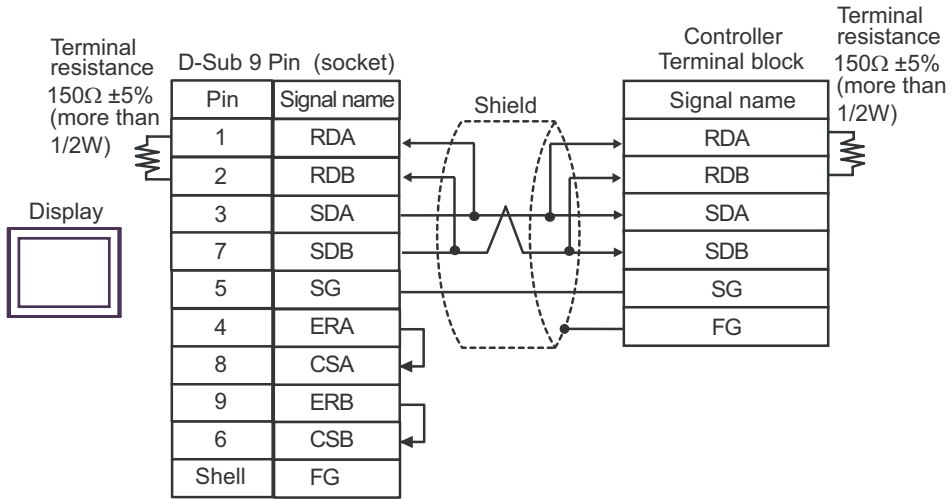 Terminal
resistance
150Ω ±5%
(more than
1/2W)
D-Sub 9 Pin (socket)
Pin Signal name
1 RDA
2 RDB
3 SDA
7 SDB
5 SG
4 ERA
8 CSA
9 ERB
6 CSB
Shell FG
Display
Shield
Controller
Terminal block
Signal name
RDA
RDB
SDA
SDB
SG
FG
Terminal
resistance
150Ω ±5%
(more than
1/2W)